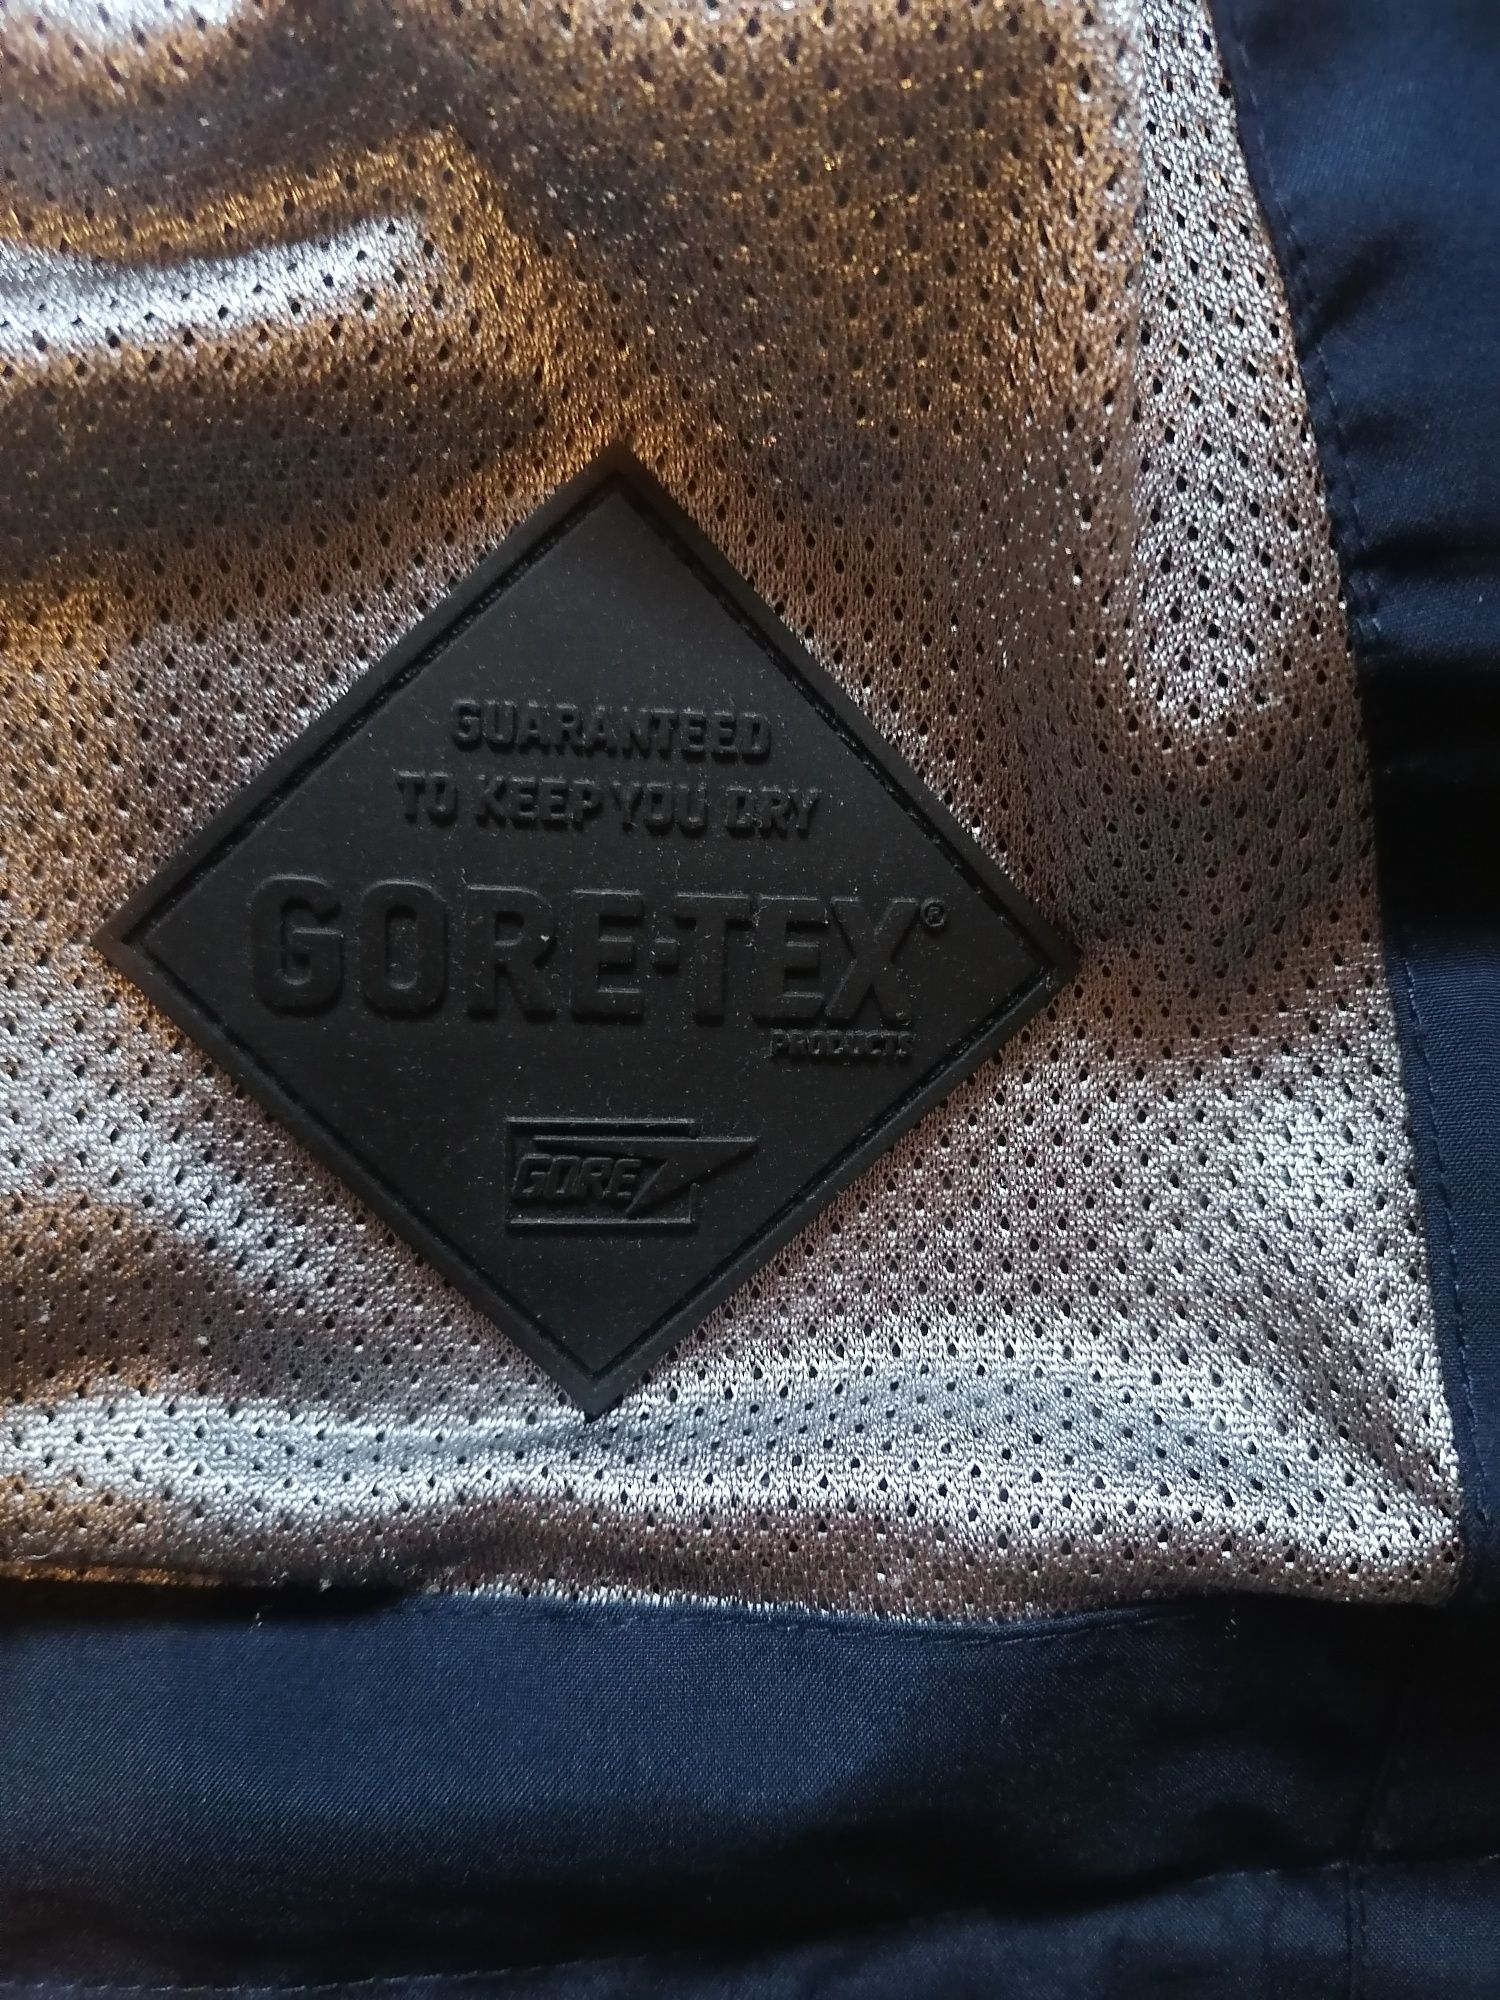 GUARANTEED
TO KEEP YOU DRY
GORE-TEX®
PRODUCTS
GORE